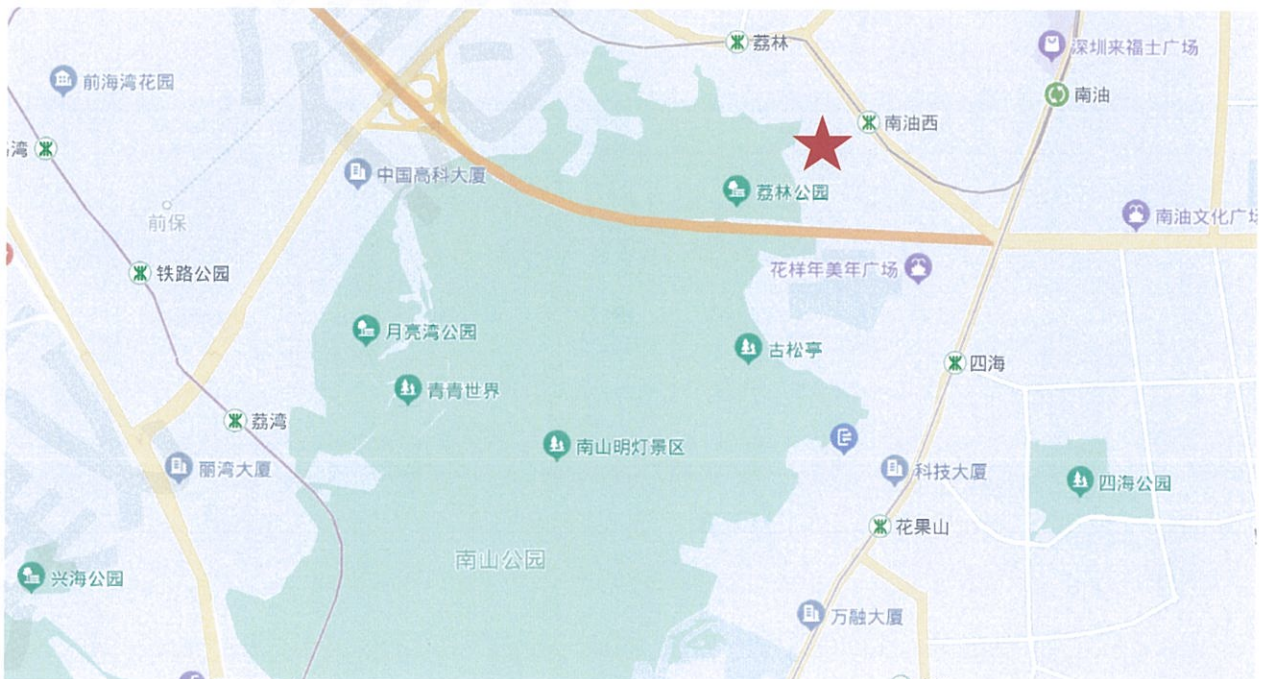 荔林
深圳来福士广场
前海湾花园
南油
南油西
湾
中国高科大厦
荔林公园
前保
南油文化广场
铁路公园
花样年美年广场
月亮湾公园
古松亭
四海
青青世界
荔湾
南山明灯景区
丽湾大厦
科技大厦
四海公园
花果山
南山公园
兴海公园
万融大厦